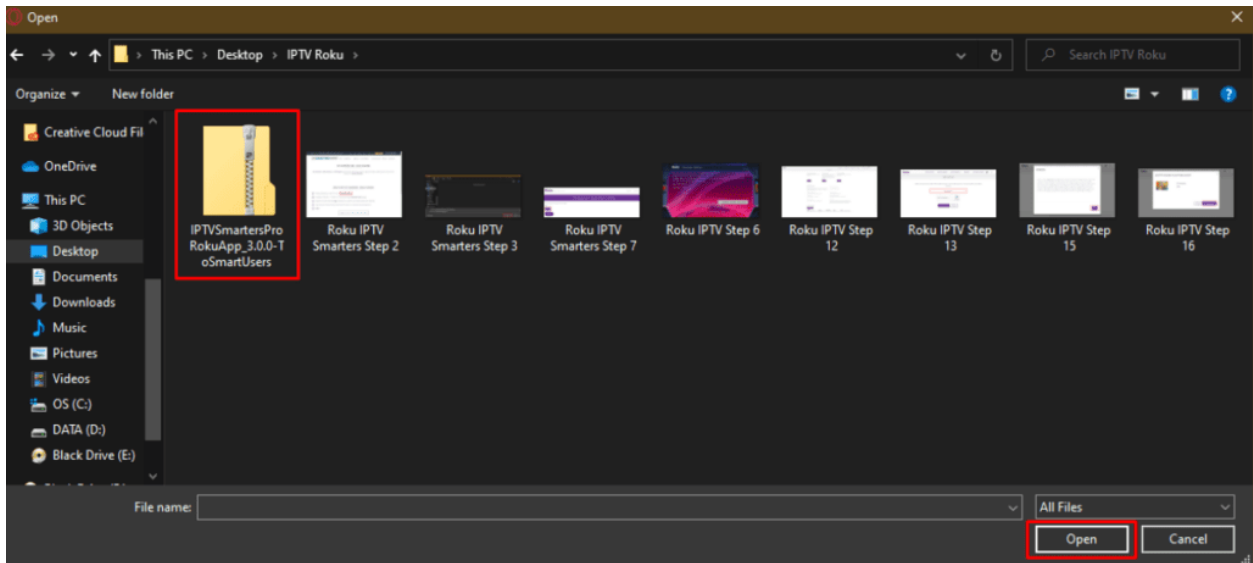 Open
This PC > Desktop > IPTV Roku >
Search IPTV Roku
Organize
New folder
Creative Cloud Fil
OneDrive
This PC
3D Objects
Desktop
Documents
Downloads
Music
Pictures
Videos
OS (C:)
DATA (D:)
Black Drive (E:)
IPTVSmartersPro
RokuApp_3.0.0-T
oSmartUsers
Roku IPTV
Smarters Step 2
Roku IPTV
Smarters Step 3
Roku IPTV
Smarters Step 7
Roku IPTV Step 6
Roku IPTV Step
12
Roku IPTV Step
13
Roku IPTV Step
15
Roku IPTV Step
16
File name:
All Files
Open
Cancel